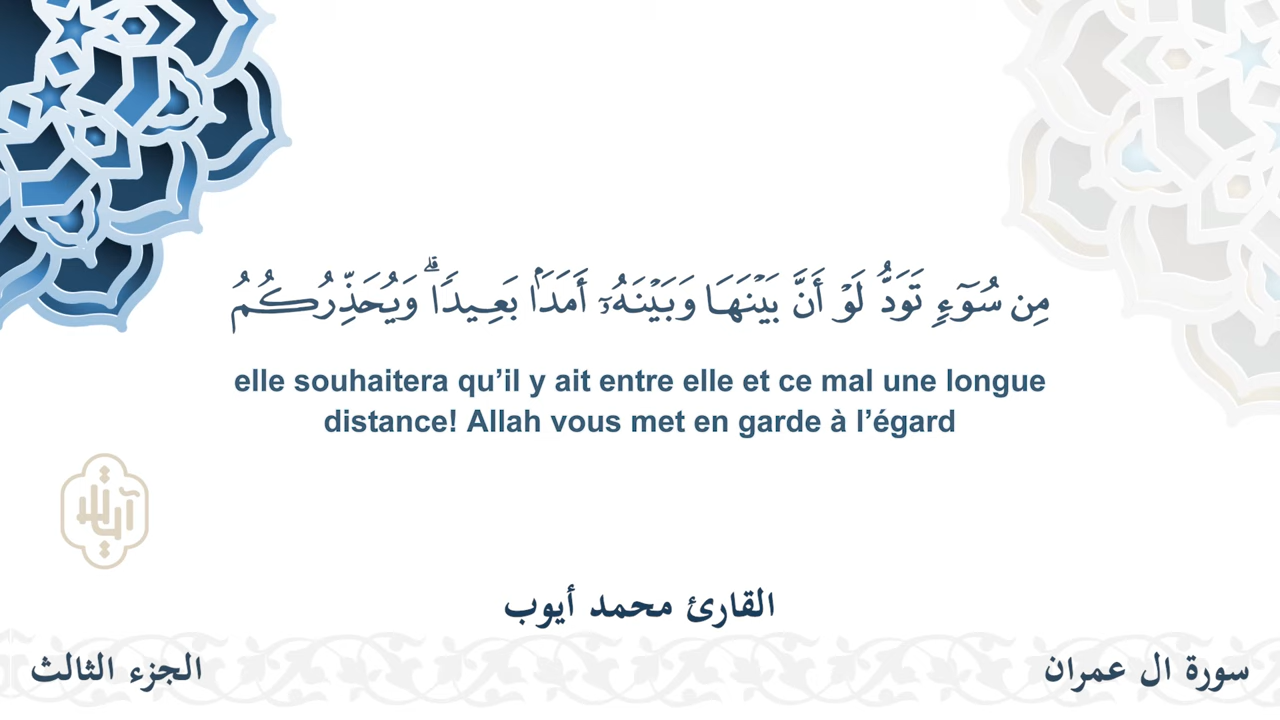 مِن سُوٓءٖ تَوَدُّ لَوۡ أَنَّ بَيۡنَهَا وَبَيۡنَهُۥٓ أَمَدَۢا بَعِيدٗاۗ وَيُحَذِّرُكُمُ
elle souhaitera qu’il y ait entre elle et ce mal une longue
distance! Allah vous met en garde à l’égard
القارئ محمد أيوب
سورة ال عمران
الجزء الثالث